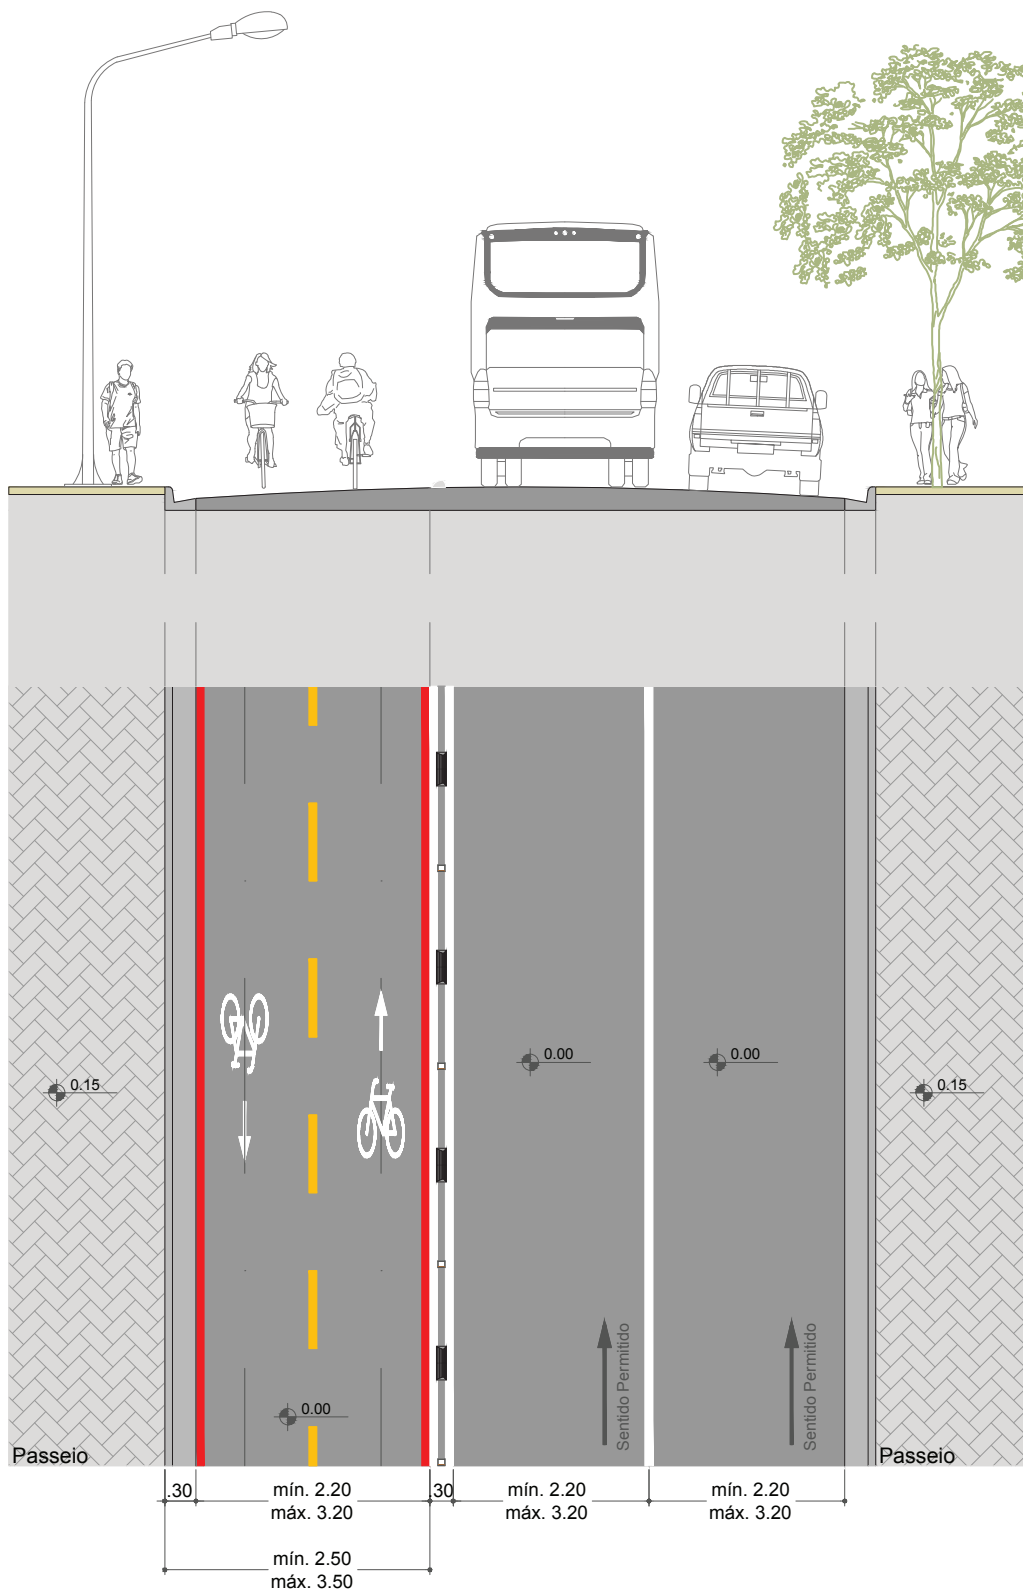 0.00
0.00
0.15
0.15
Sentido Permitido
Sentido Permitido
0.00
Passeio
Passeio
.30
mín. 2.20
máx. 3.20
.30
mín. 2.20
máx. 3.20
mín. 2.20
máx. 3.20
mín. 2.50
máx. 3.50